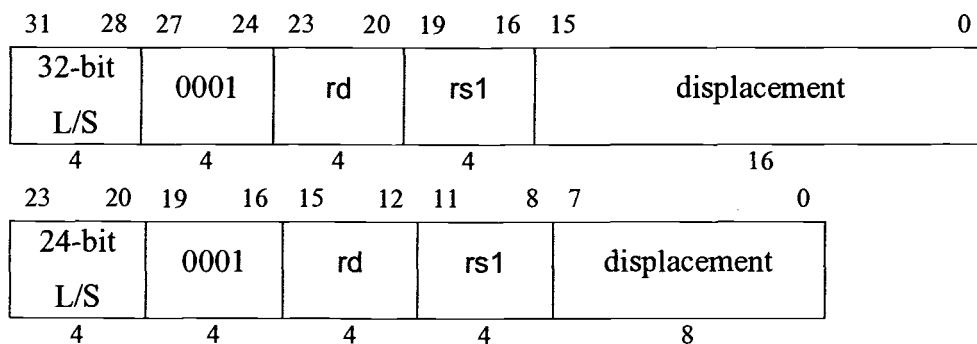 31 28 27 24 23 20 19 16 15 0
32-bit L/S 0001 rd rs1 displacement
4 4 4 4 16
23 20 19 16 15 12 11 8 7 0
24-bit L/S 0001 rd rs1 displacement
4 4 4 4 8